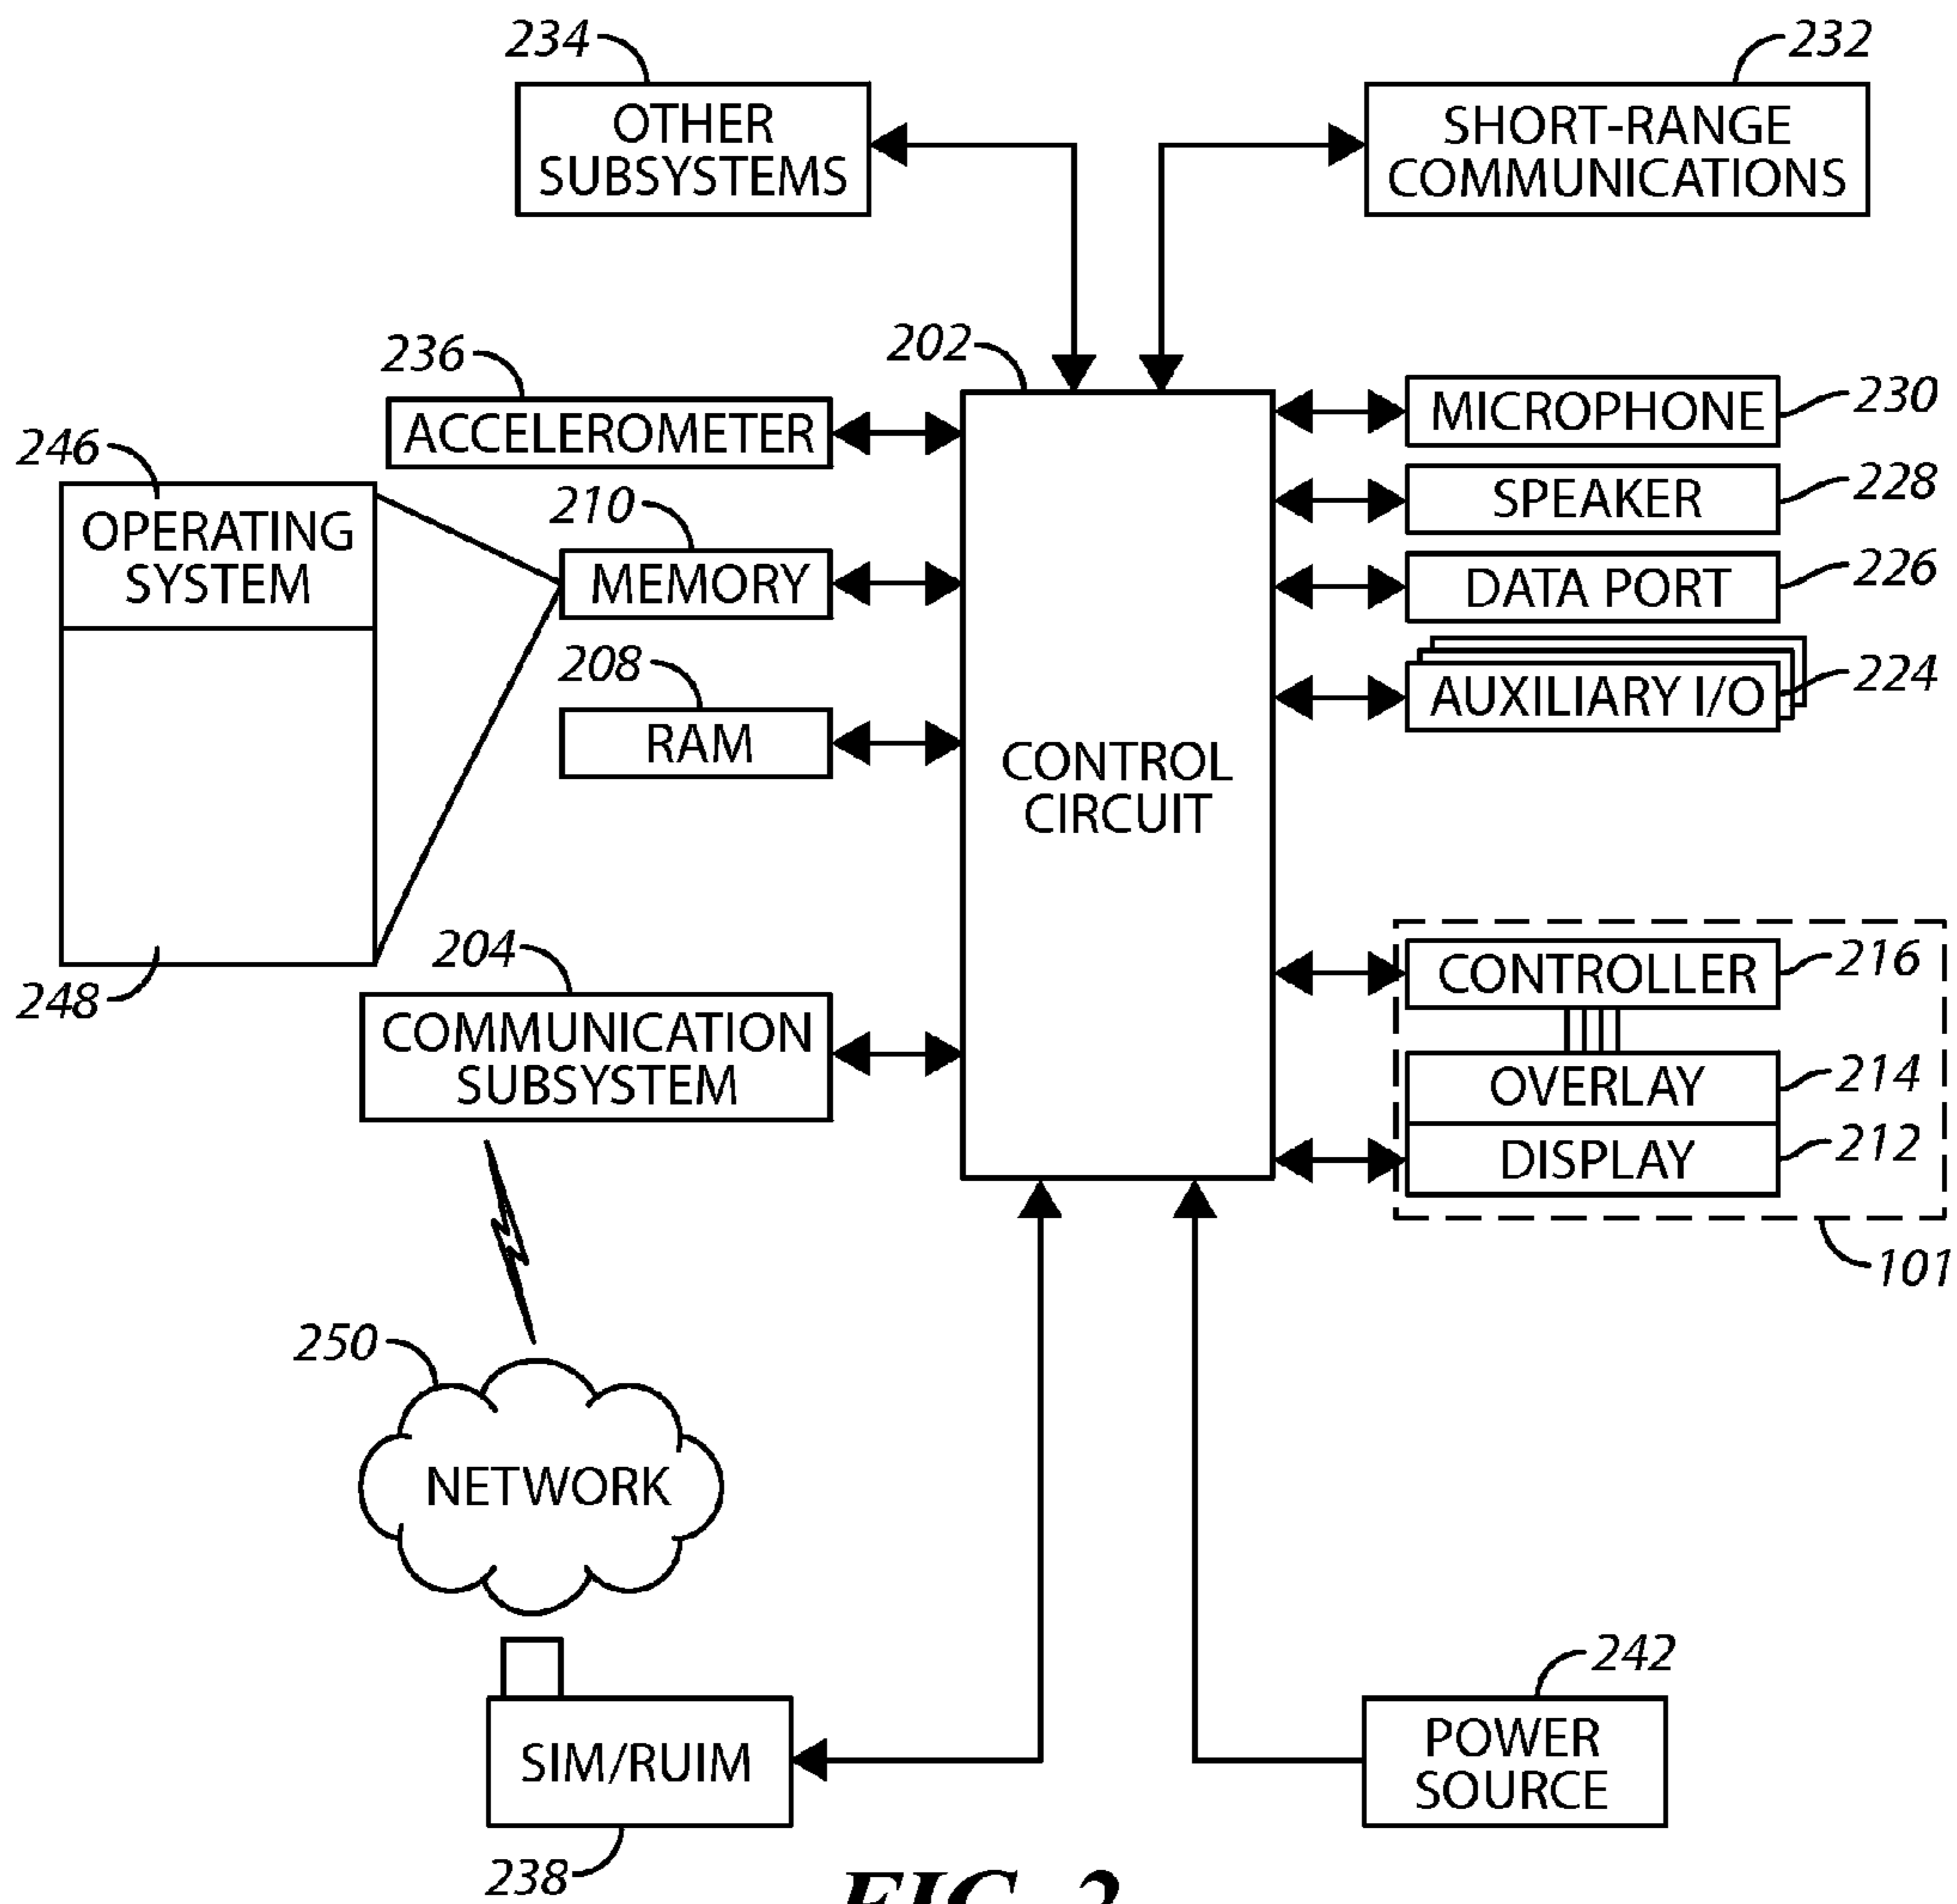 234
OTHER
SUBSYSTEMS
232
SHORT-RANGE
COMMUNICATIONS
236
ACCELEROMETER
202
CONTROL
CIRCUIT
230
MICROPHONE
228
SPEAKER
226
DATA PORT
224
AUXILIARY I/O
246
OPERATING
SYSTEM
248
210
MEMORY
208
RAM
204
COMMUNICATION
SUBSYSTEM
216
CONTROLLER
214
OVERLAY
212
DISPLAY
101
250
NETWORK
SIM/RUIM
238
242
POWER
SOURCE